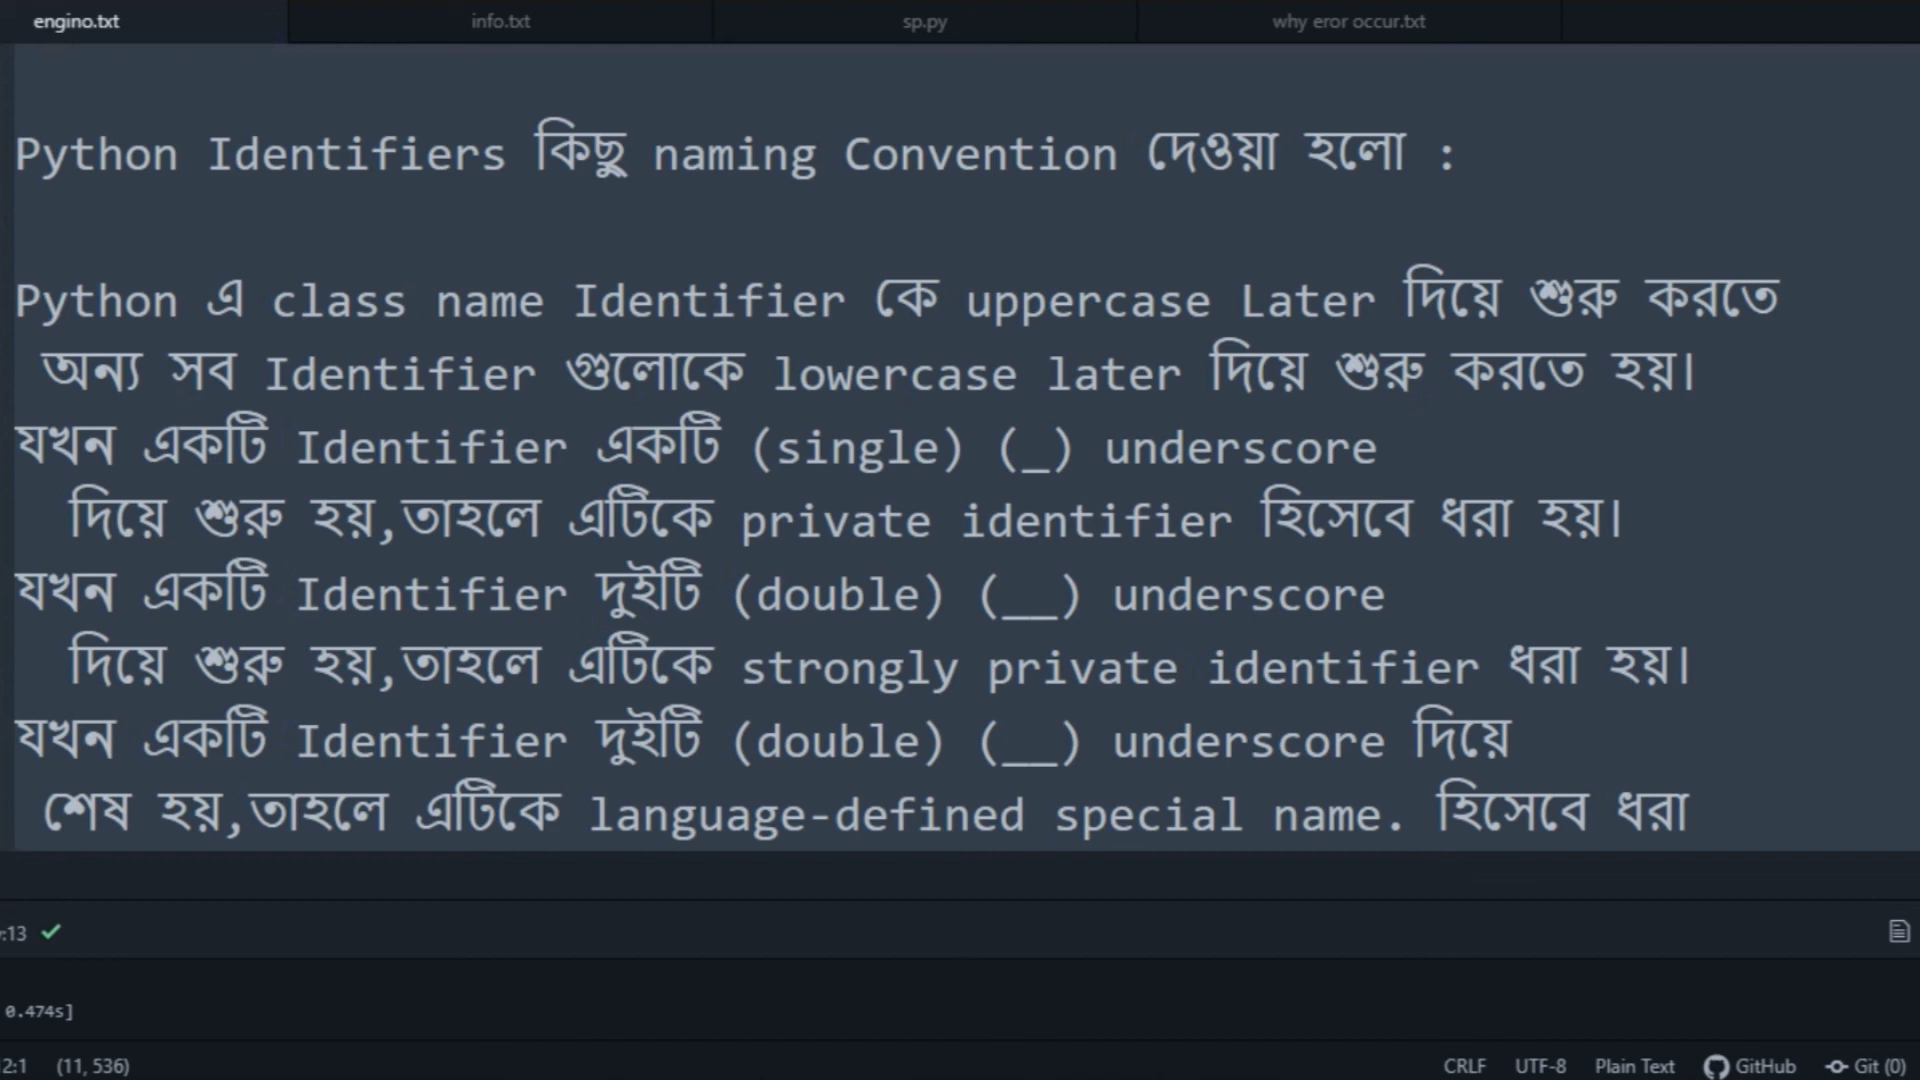 engino.txt info.txt sp.py why eror occur.txt
Python Identifiers কিছু naming Convention দেওয়া হলো :
Python এ class name Identifier কে uppercase Later দিয়ে শুরু করতে
অন্য সব Identifier গুলোকে lowercase later দিয়ে শুরু করতে হয়।
যখন একটি Identifier একটি (single) (_) underscore
দিয়ে শুরু হয়,তাহলে এটিকে private identifier হিসেবে ধরা হয়।
যখন একটি Identifier দুইটি (double) (__) underscore
দিয়ে শুরু হয়,তাহলে এটিকে strongly private identifier ধরা হয়।
যখন একটি Identifier দুইটি (double) (__) underscore দিয়ে
শেষ হয়,তাহলে এটিকে language-defined special name. হিসেবে ধরা
:13
0.474s]
2:1 (11, 536) CRLF UTF-8 Plain Text GitHub Git (0)